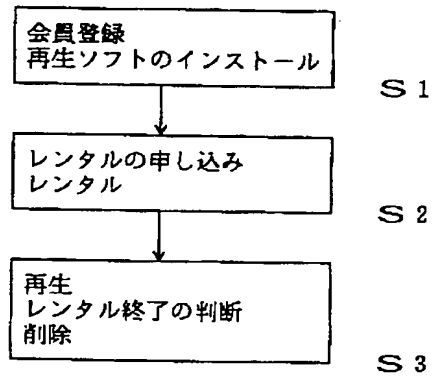 会員登録
再生ソフトのインストール
S1
レンタルの申し込み
レンタル
S2
再生
レンタル終了の判断
削除
S3